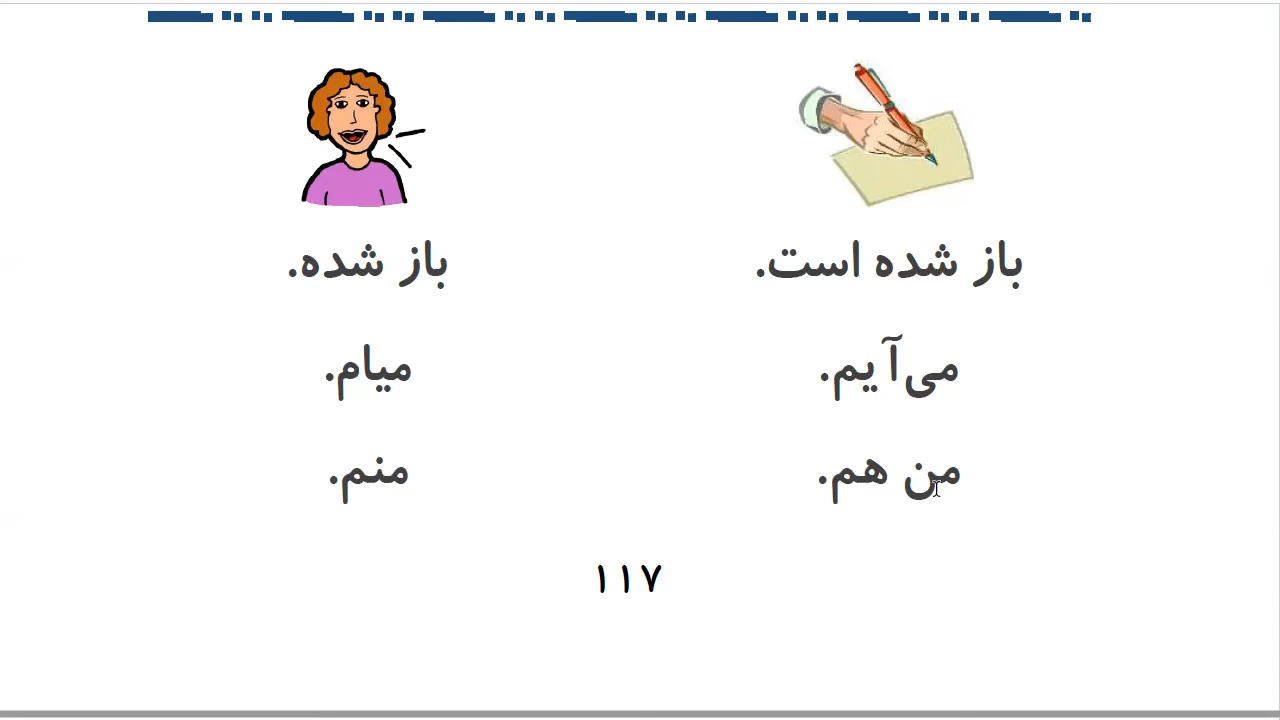 باز شده است. باز شده.
می‌آیم. میام.
من هم. منم.
۱۱۷